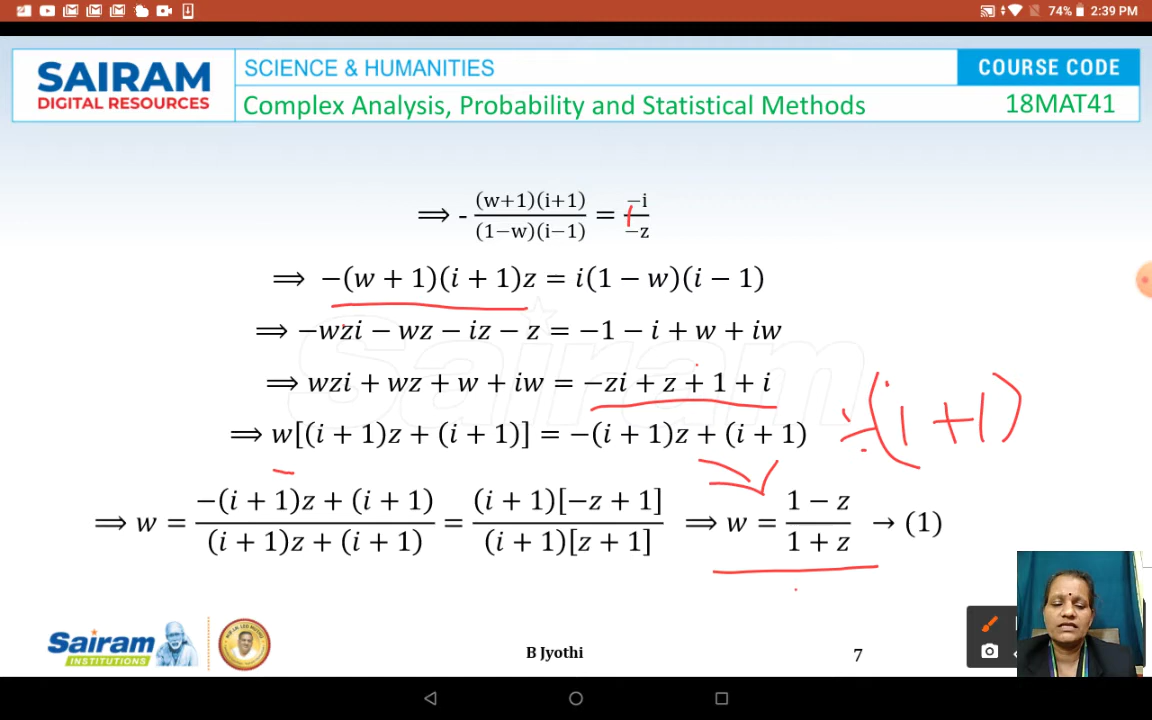 74% 2:39 PM
SAIRAM
DIGITAL RESOURCES
SCIENCE & HUMANITIES
Complex Analysis, Probability and Statistical Methods
COURSE CODE
18MAT41
⟹ - (w+1)(i+1)/(1−w)(i−1) = −i/−z
⟹ −(w + 1)(i + 1)z = i(1 − w)(i − 1)
⟹ −wzi − wz − iz − z = −1 − i + w + iw
⟹ wzi + wz + w + iw = −zi + z + 1 + i
⟹ w[(i + 1)z + (i + 1)] = −(i + 1)z + (i + 1)
÷(i+1)
⟹ w = −(i + 1)z + (i + 1)/(i + 1)z + (i + 1) = (i + 1)[−z + 1]/(i + 1)[z + 1] ⟹ w = 1 − z/1 + z → (1)
Sairam
Sairam
INSTITUTIONS
B Jyothi
7